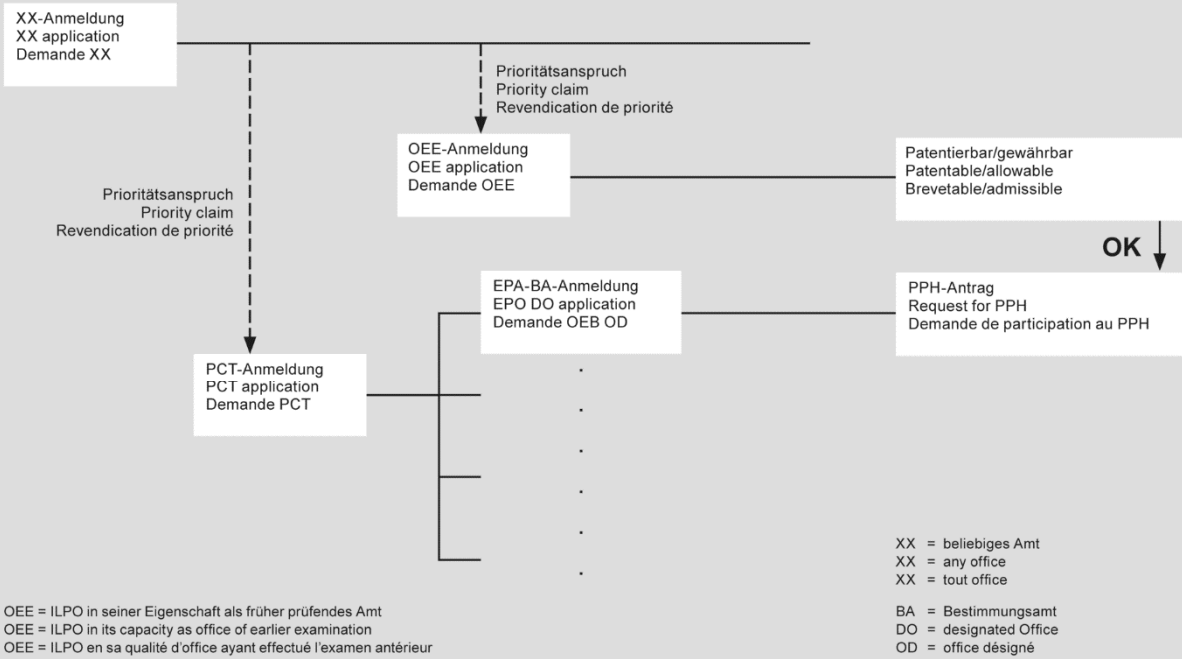 XX-Anmeldung
XX application
Demande XX
Prioritätsanspruch
Priority claim
Revendication de priorité
OEE-Anmeldung
OEE application
Demande OEE
Patentierbar/gewährbar
Patentable/allowable
Brevetable/admissible
Prioritätsanspruch
Priority claim
Revendication de priorité
OK
EPA-BA-Anmeldung
EPO DO application
Demande OEB OD
PPH-Antrag
Request for PPH
Demande de participation au PPH
PCT-Anmeldung
PCT application
Demande PCT
XX = beliebiges Amt
XX = any office
XX = tout office
OEE = ILPO in seiner Eigenschaft als früher prüfendes Amt
OEE = ILPO in its capacity as office of earlier examination
OEE = ILPO en sa qualité d'office ayant effectué l'examen antérieur
BA = Bestimmungsamt
DO = designated Office
OD = office désigné